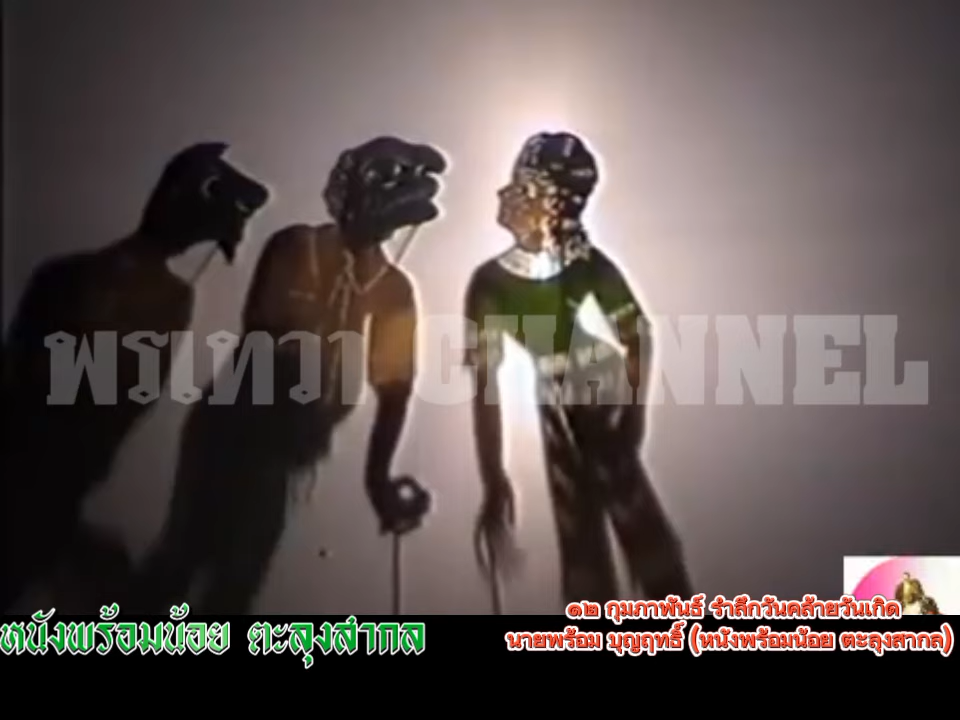 พรเทวา CHANNEL
หนังพร้อมน้อย ตะลุงสากล
๑๒ กุมภาพันธ์ รำลึกวันคล้ายวันเกิด
นายพร้อม บุญฤทธิ์ (หนังพร้อมน้อย ตะลุงสากล)